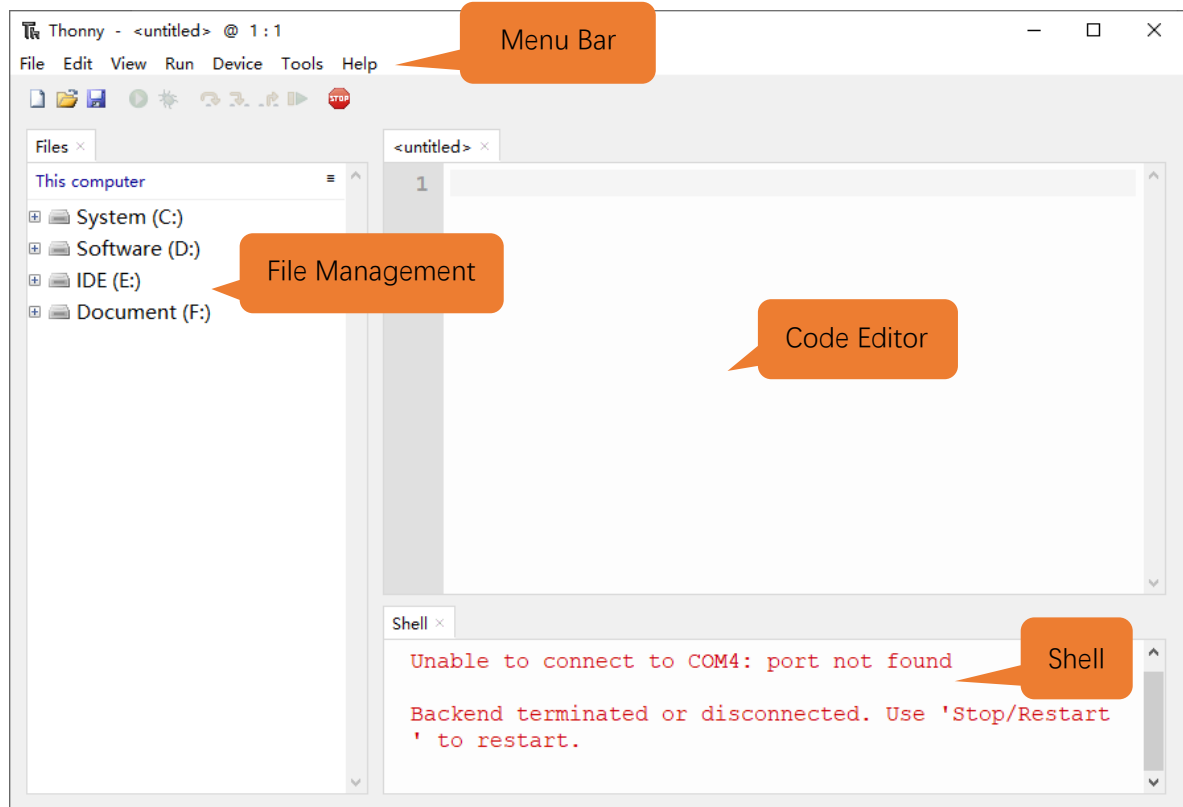 Thonny - <untitled> @ 1:1
Menu Bar
File Edit View Run Device Tools Help
STOP
Files
<untitled>
This computer
1
System (C:)
Software (D:)
IDE (E:)
Document (F:)
File Management
Code Editor
Shell
Unable to connect to COM4: port not found
Shell
Backend terminated or disconnected. Use 'Stop/Restart
' to restart.